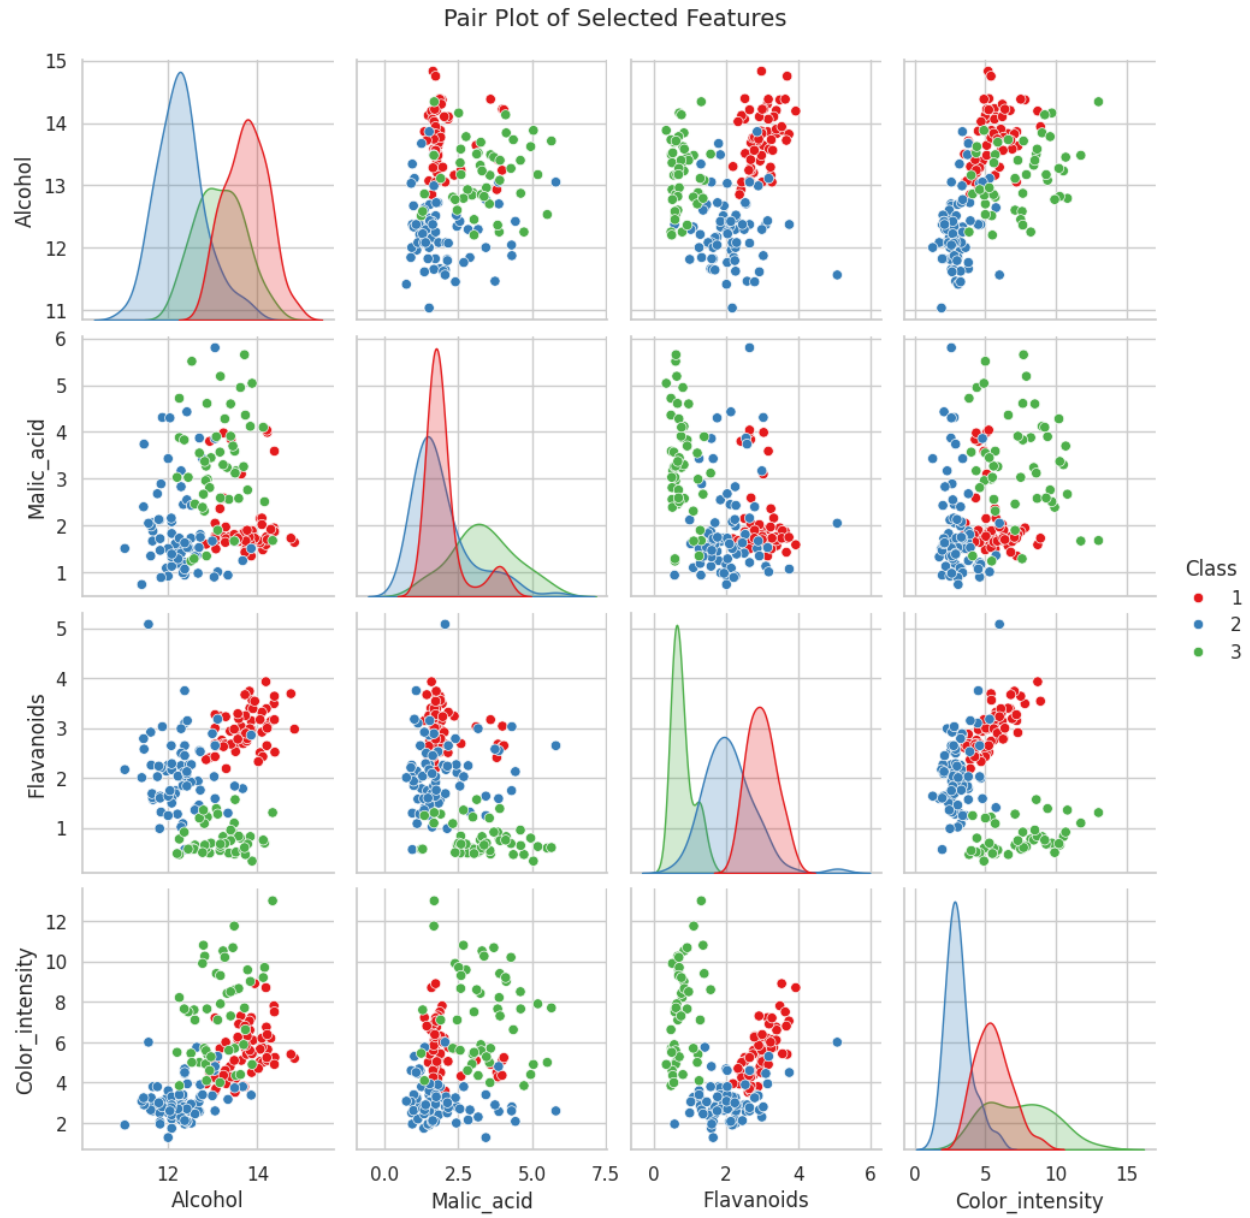 Pair Plot of Selected Features
15
14
13
12
11
Alcohol
6
5
4
3
2
1
Malic_acid
5
4
3
2
1
Flavanoids
12
10
8
6
4
2
Color_intensity
12 14
Alcohol
0.0 2.5 5.0 7.5
Malic_acid
0 2 4 6
Flavanoids
0 5 10 15
Color_intensity
Class
1
2
3